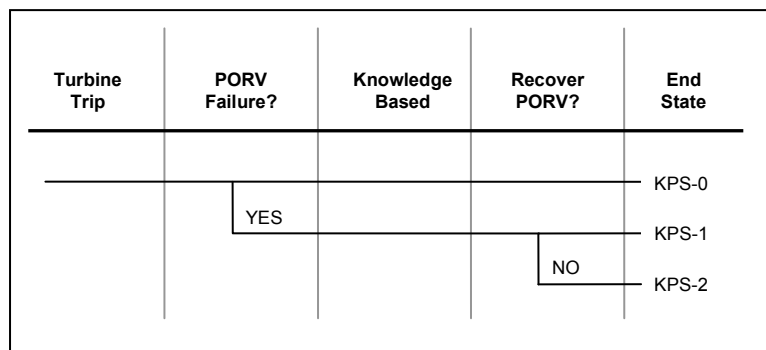 Turbine Trip
PORV Failure?
Knowledge Based
Recover PORV?
End State
KPS-0
YES
KPS-1
NO
KPS-2